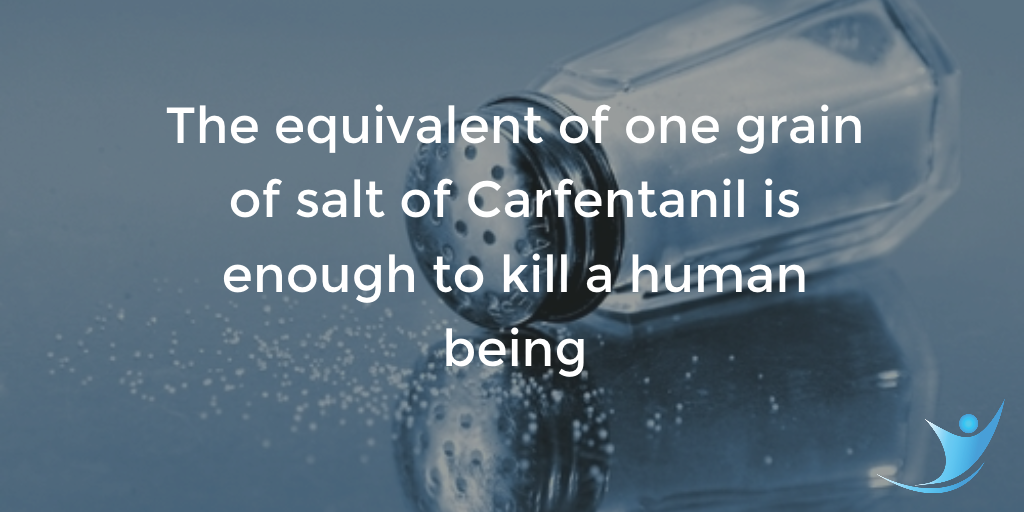 The equivalent of one grain
of salt of Carfentanil is
enough to kill a human
being